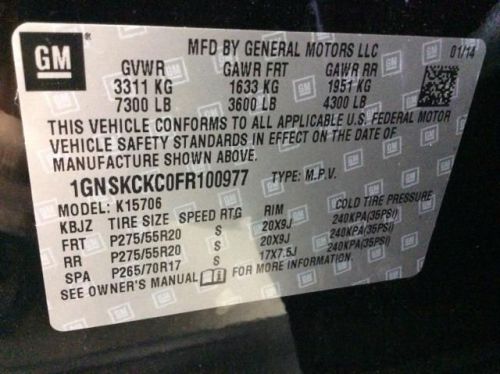 GM
MFD BY GENERAL MOTORS LLC 01/14
GVWR GAWR FRT GAWR RR
3311 KG 1633 KG 1951 KG
7300 LB 3600 LB 4300 LB
THIS VEHICLE CONFORMS TO ALL APPLICABLE U.S. FEDERAL MOTOR
VEHICLE SAFETY STANDARDS IN EFFECT ON THE DATE OF
MANUFACTURE SHOWN ABOVE.
1GNSKCKC0FR100977 TYPE: M.P.V.
MODEL: K15706
KBJZ TIRE SIZE SPEED RTG RIM COLD TIRE PRESSURE
FRT P275/55R20 S 20X9J 240KPA(35PSI)
RR P275/55R20 S 20X9J 240KPA(35PSI)
SPA P265/70R17 S 17X7.5J 240KPA(35PSI)
SEE OWNER'S MANUAL FOR MORE INFORMATION.